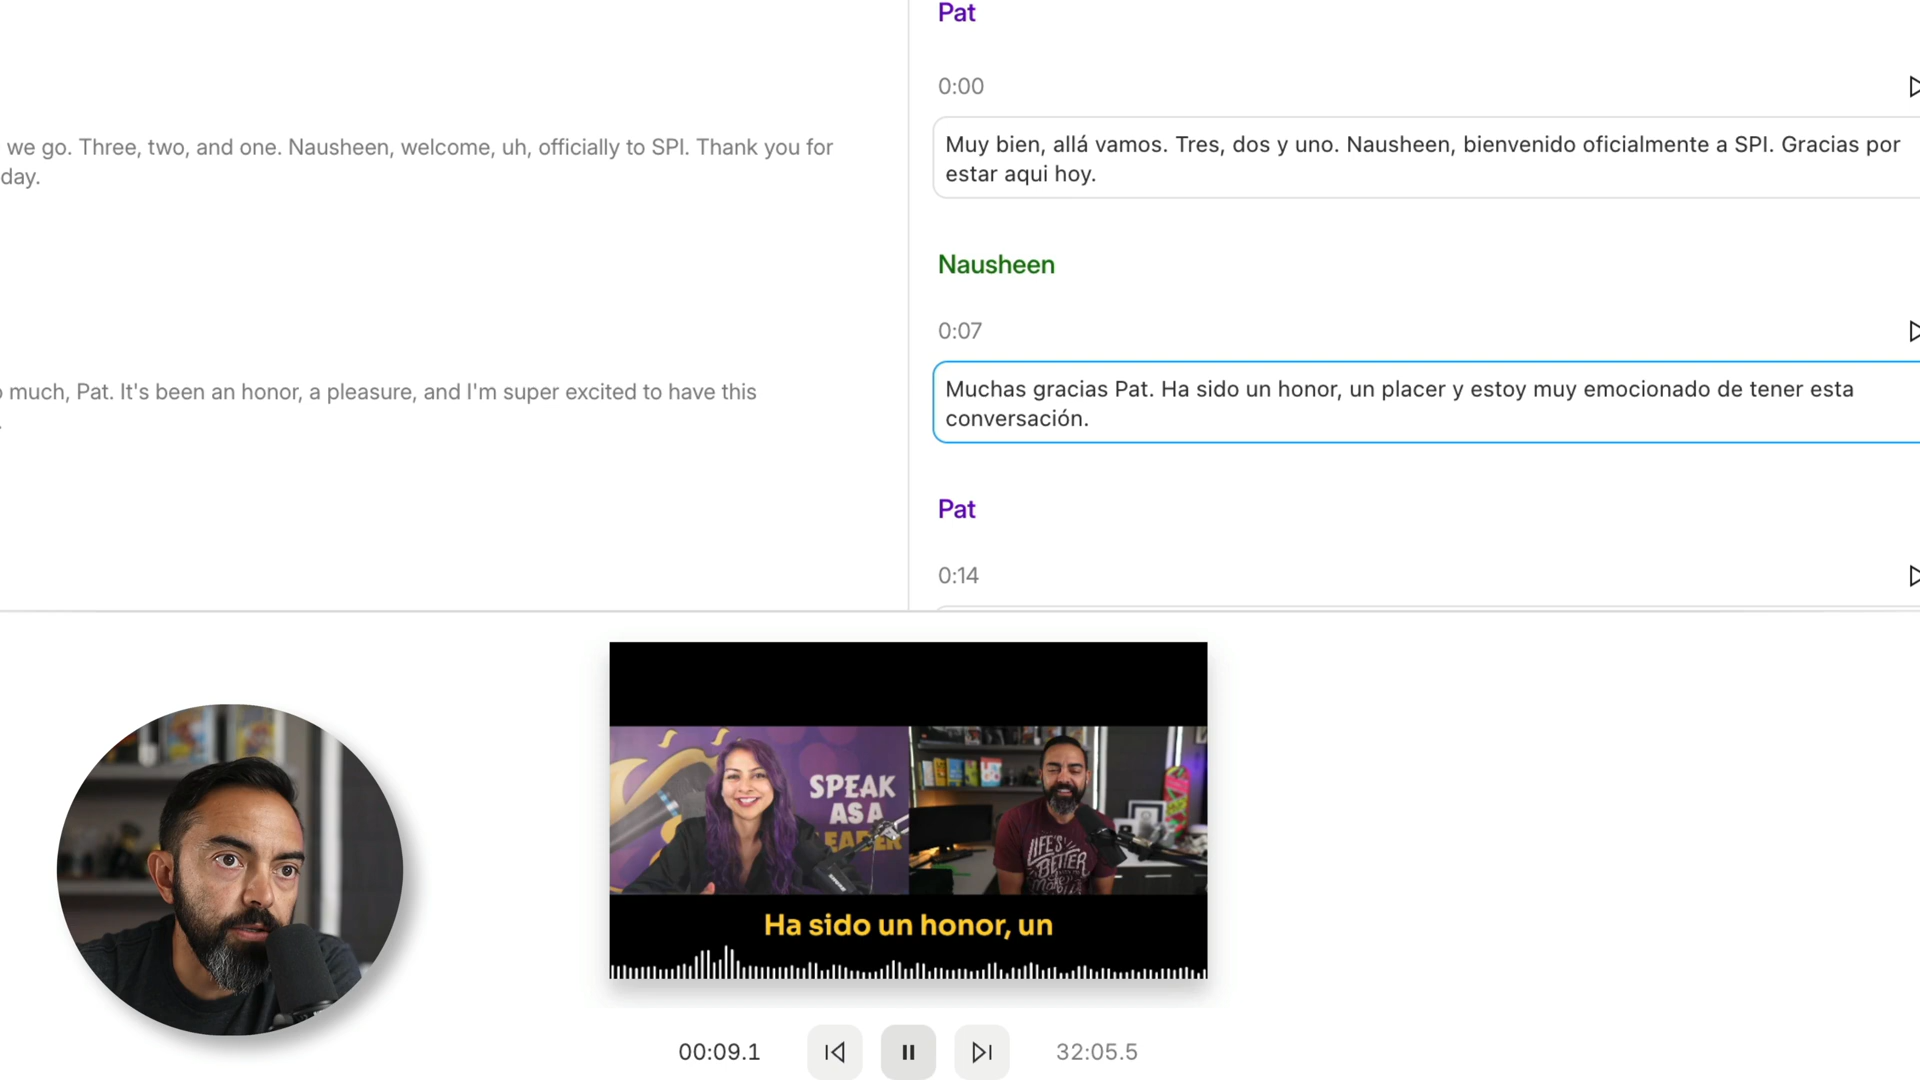 Pat
0:00
we go. Three, two, and one. Nausheen, welcome, uh, officially to SPI. Thank you for
day.
Muy bien, allá vamos. Tres, dos y uno. Nausheen, bienvenido oficialmente a SPI. Gracias por
estar aqui hoy.
Nausheen
0:07
much, Pat. It's been an honor, a pleasure, and I'm super excited to have this
Muchas gracias Pat. Ha sido un honor, un placer y estoy muy emocionado de tener esta
conversación.
Pat
0:14
SPEAK
AS A
LEADER
LIFE'S
BETTER
Ha sido un honor, un
00:09.1
32:05.5